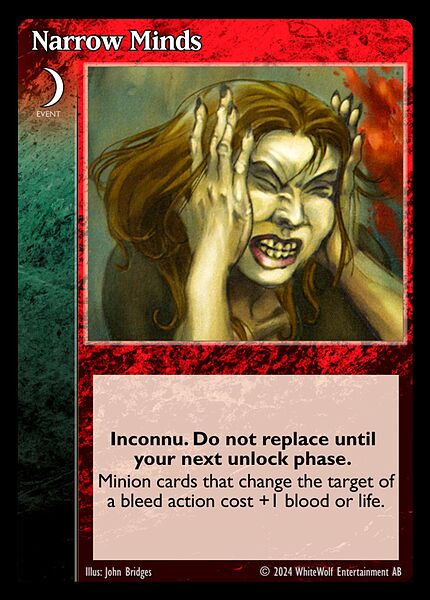 Narrow Minds
EVENT
Inconnu. Do not replace until
your next unlock phase.
Minion cards that change the target of
a bleed action cost +1 blood or life.
Illus: John Bridges
© 2024 WhiteWolf Entertainment AB